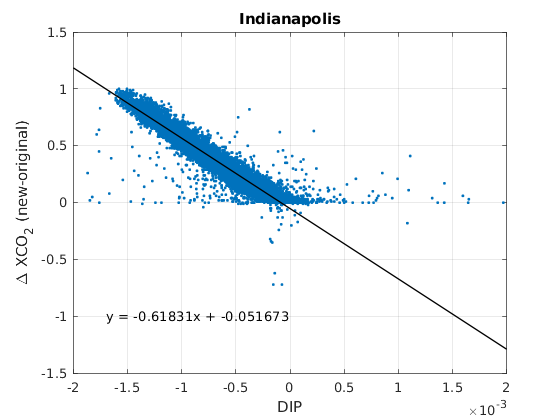 Indianapolis
Δ XCO₂ (new-original)
1.5
1
0.5
0
-0.5
-1
-1.5
y = -0.61831x + -0.051673
-2 -1.5 -1 -0.5 0 0.5 1 1.5 2
×10⁻³
DIP